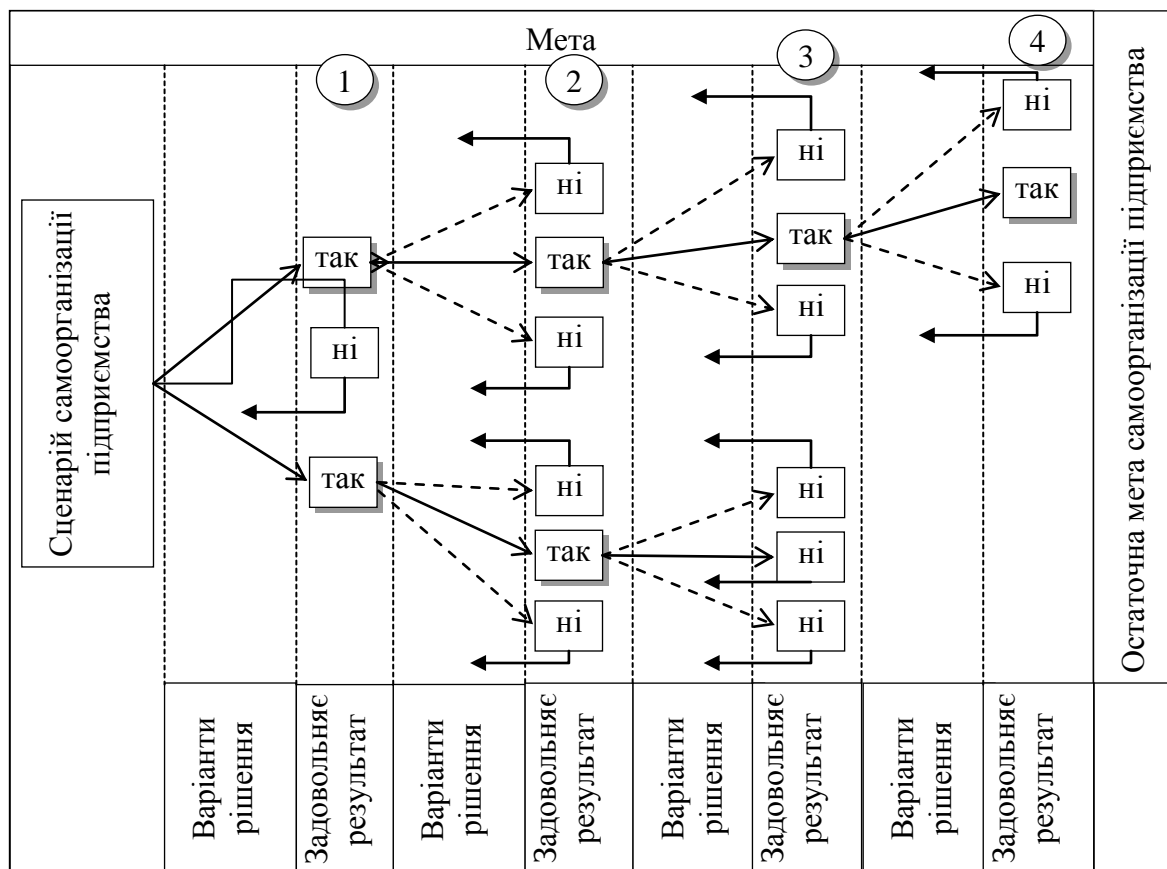 Мета
1
2
3
4
Сценарій самоорганізації
підприємства
так
ні
так
ні
так
ні
ні
так
ні
ні
так
ні
ні
ні
ні
ні
так
ні
Остаточна мета самоорганізації підприємства
Варіанти
рішення
Задовольняє
результат
Варіанти
рішення
Задовольняє
результат
Варіанти
рішення
Задовольняє
результат
Варіанти
рішення
Задовольняє
результат